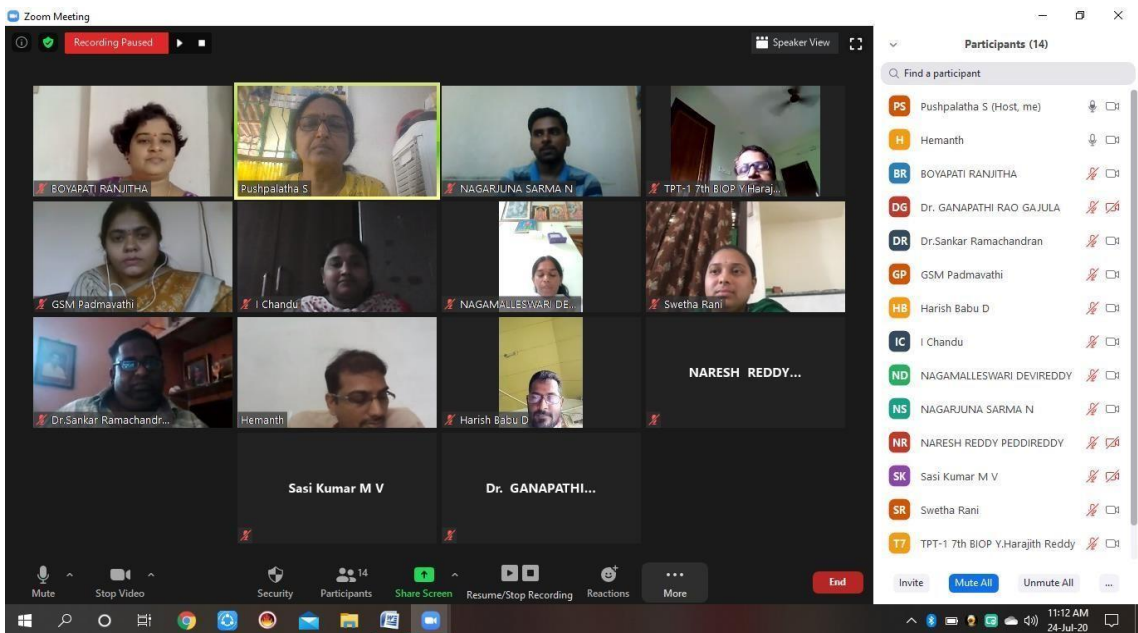 Zoom Meeting
Recording Paused
Speaker View
BOYAPATI RANJITHA
Pushpalatha S
NAGARJUNA SARMA N
TPT-1 7th BIOP Y.Haraj...
GSM Padmavathi
I Chandu
NAGAMALLESWARI DE...
Swetha Rani
Dr.Sankar Ramachandr...
Hemanth
Harish Babu D
NARESH REDDY...
Sasi Kumar M V
Dr. GANAPATHI...
Mute
Stop Video
Security
14
Participants
Share Screen
Resume/Stop Recording
Reactions
More
End
Participants (14)
Find a participant
PS Pushpalatha S (Host, me)
H Hemanth
BR BOYAPATI RANJITHA
DG Dr. GANAPATHI RAO GAJULA
DR Dr.Sankar Ramachandran
GP GSM Padmavathi
HB Harish Babu D
IC I Chandu
ND NAGAMALLESWARI DEVIREDDY
NS NAGARJUNA SARMA N
NR NARESH REDDY PEDDIREDDY
SK Sasi Kumar M V
SR Swetha Rani
T7 TPT-1 7th BIOP Y.Harajith Reddy
Invite
Mute All
Unmute All
...
11:12 AM
24-Jul-20